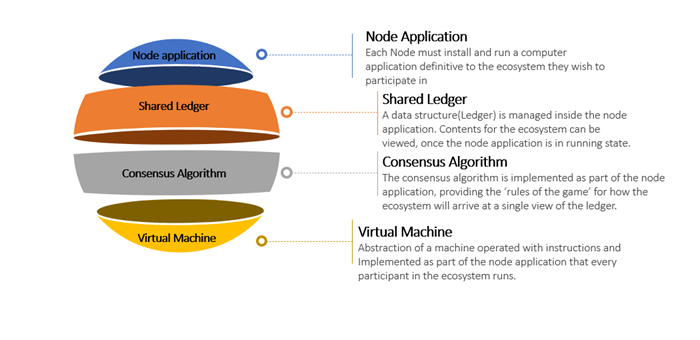 Node application
Node Application
Each Node must install and run a computer
application definitive to the ecosystem they wish to
participate in
Shared Ledger
Shared Ledger
A data structure(Ledger) is managed inside the node
application. Contents for the ecosystem can be
viewed, once the node application is in running state.
Consensus Algorithm
Consensus Algorithm
The consensus algorithm is implemented as part of the node
application, providing the ‘rules of the game’ for how the
ecosystem will arrive at a single view of the ledger.
Virtual Machine
Virtual Machine
Abstraction of a machine operated with instructions and
Implemented as part of the node application that every
participant in the ecosystem runs.